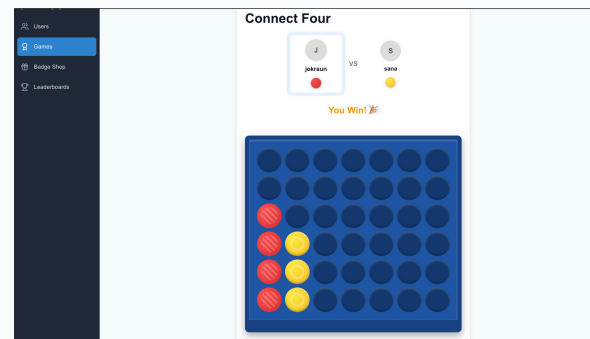 Connect Four
Users
Games
Badge Shop
Leaderboards
J
S
VS
jokraun
sana
You Win! 🎉